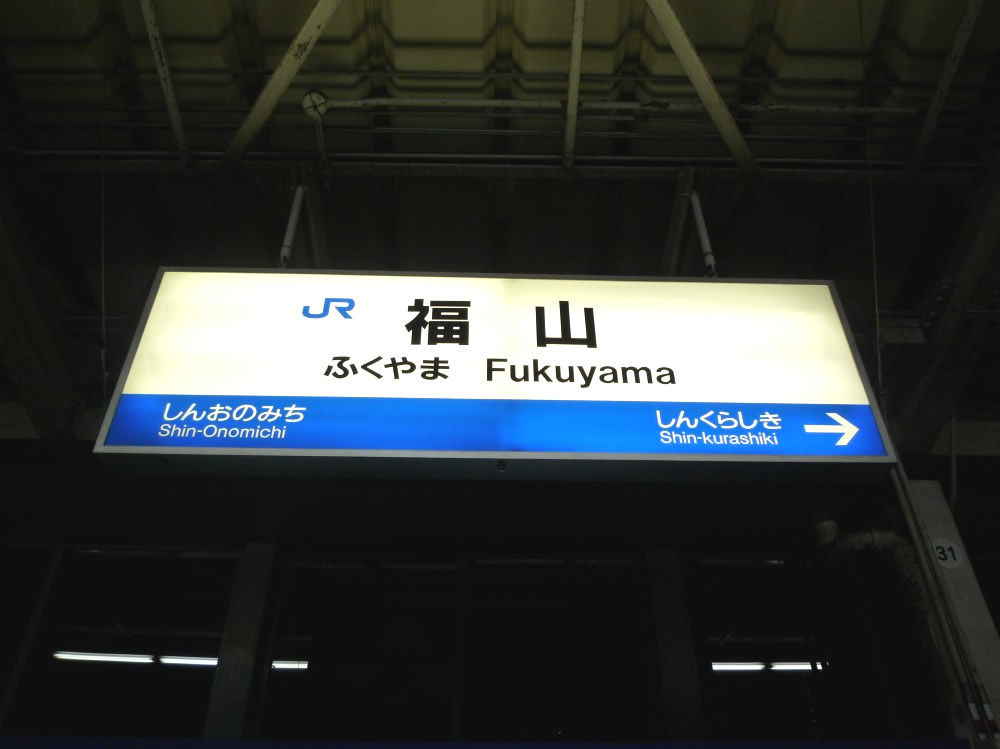 JR 福山
ふくやま Fukuyama
しんおのみち
Shin-Onomichi
しんくらしき →
Shin-kurashiki
31